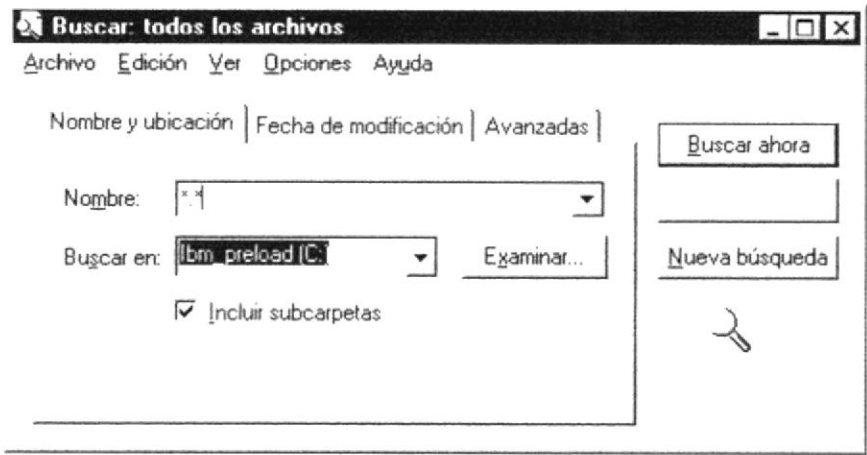 Buscar: todos los archivos
Archivo Edición Ver Opciones Ayuda
Nombre y ubicación Fecha de modificación Avanzadas
Buscar ahora
Nombre: *.*
Buscar en: Ibm_preload (C:)
Examinar...
Nueva búsqueda
Incluir subcarpetas